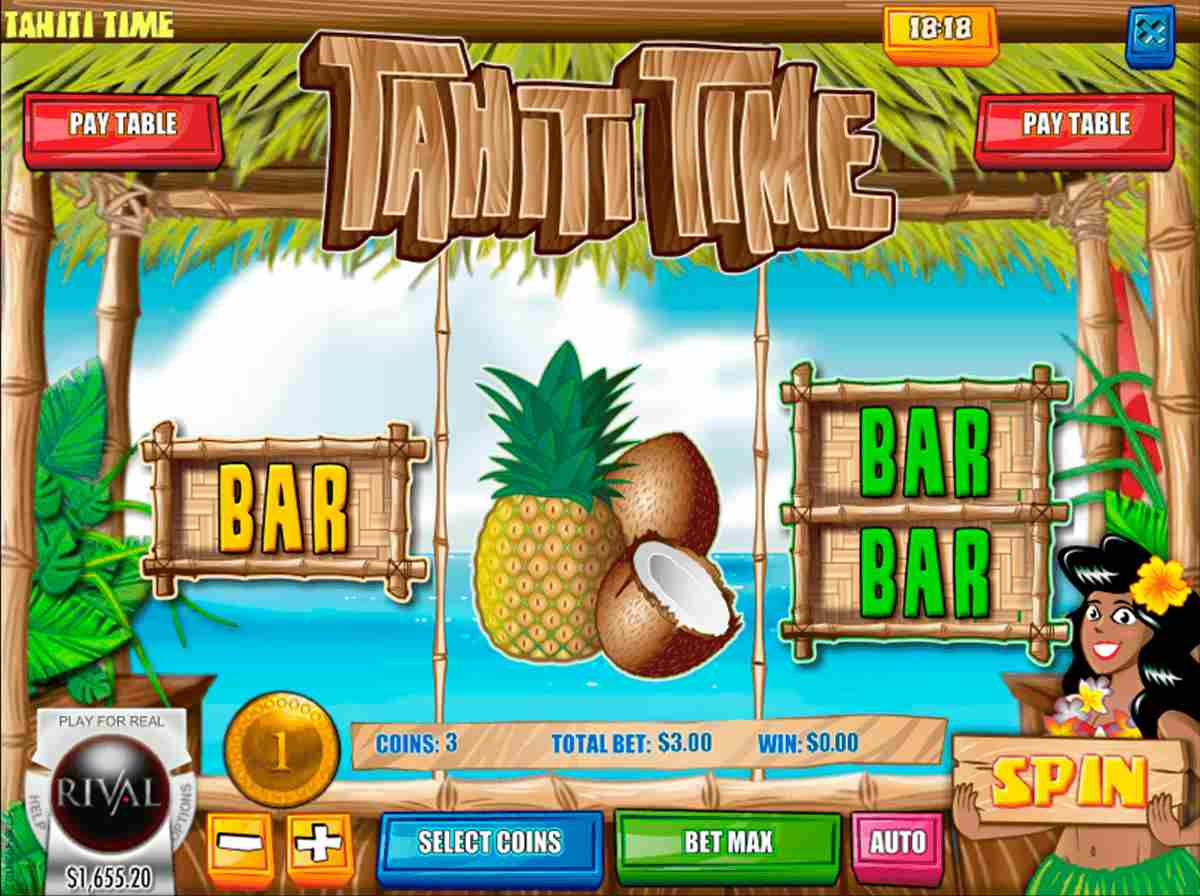 TAHITI TIME
18:18
TAHITI TIME
PAY TABLE
PAY TABLE
BAR
BAR
BAR
PLAY FOR REAL
RIVAL
HELP
OPTIONS
$1,655.20
1
COINS: 3
TOTAL BET: $3.00
WIN: $0.00
SPIN
SELECT COINS
BET MAX
AUTO